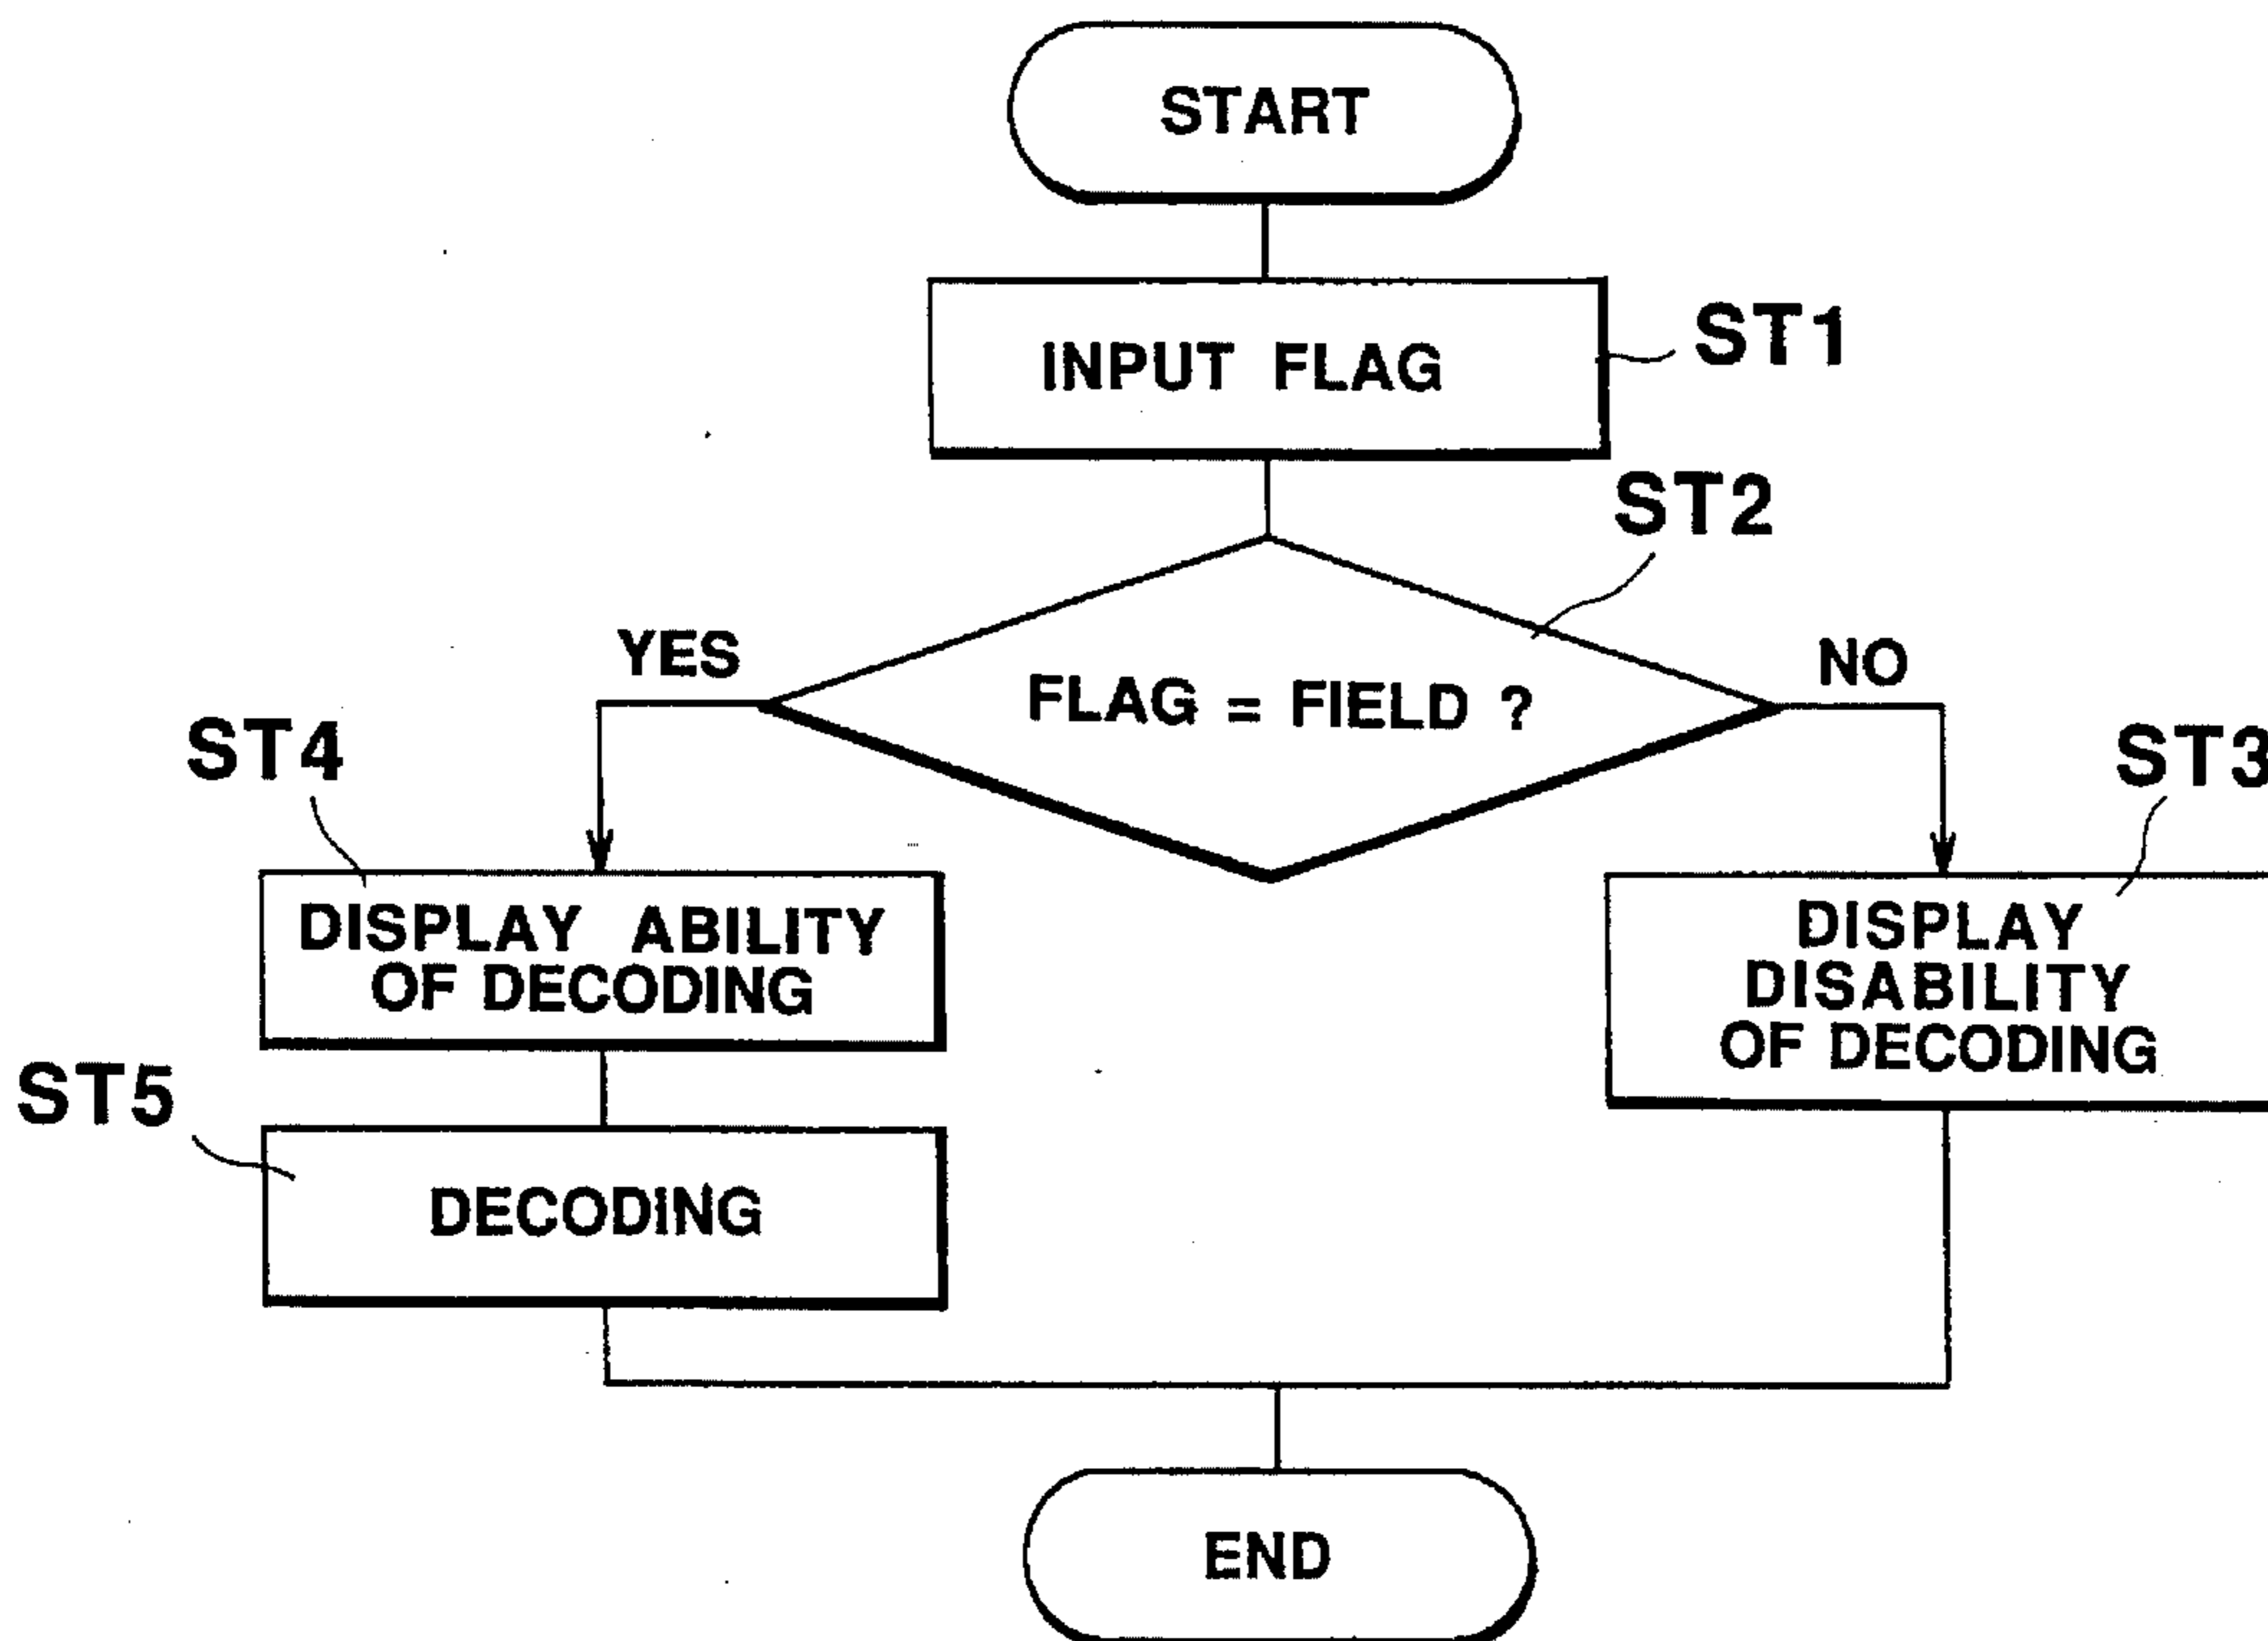 START
INPUT FLAG
ST1
ST2
FLAG = FIELD ?
YES
NO
ST4
ST3
DISPLAY ABILITY
OF DECODING
DISPLAY
DISABILITY
OF DECODING
ST5
DECODING
END